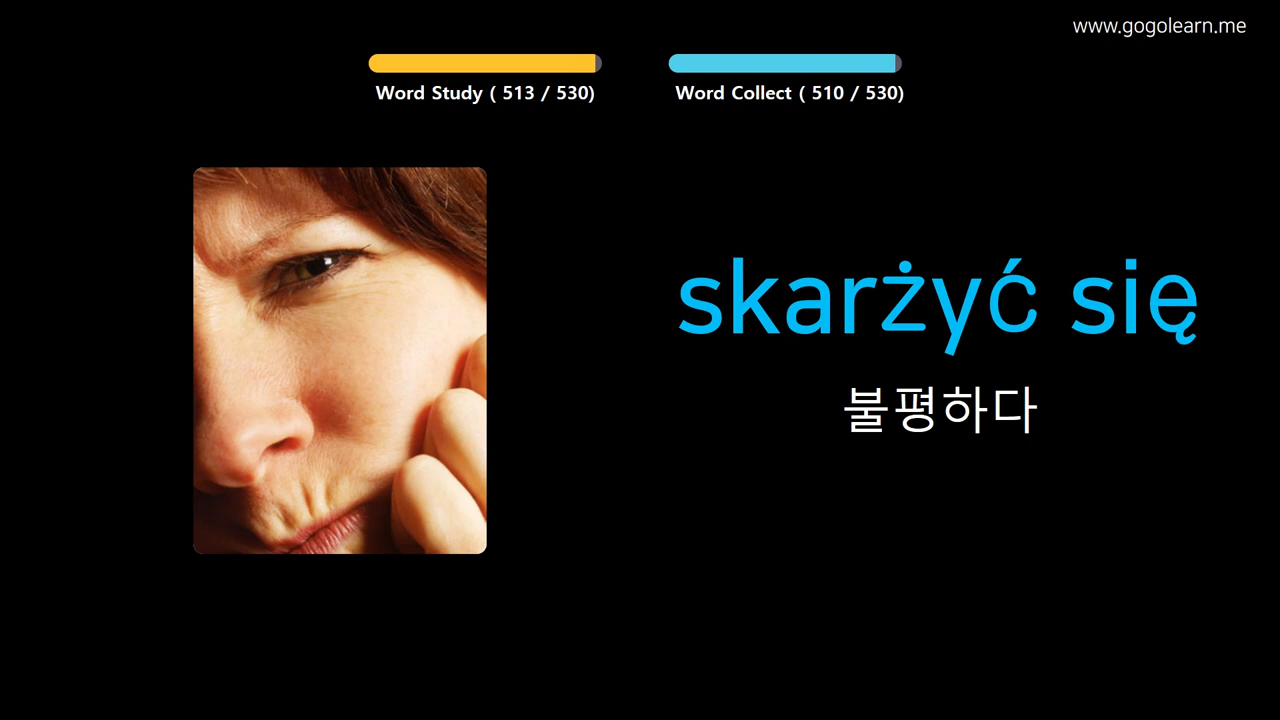 www.gogolearn.me
Word Study ( 513 / 530)
Word Collect ( 510 / 530)
skarżyć się
불평하다